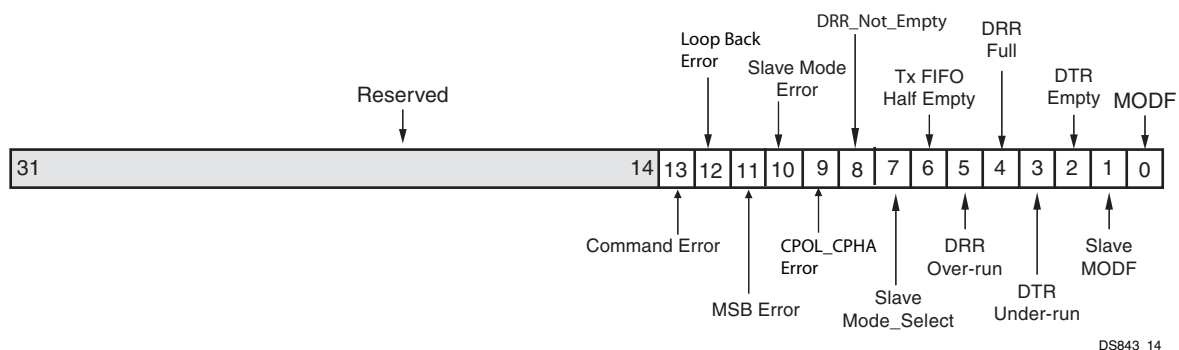 DRR_Not_Empty
Loop Back
Error
Slave Mode
Error
Tx FIFO
Half Empty
DRR
Full
DTR
Empty
MODF
Reserved
31
14
13
12
11
10
9
8
7
6
5
4
3
2
1
0
Command Error
MSB Error
CPOL_CPHA
Error
Slave
Mode_Select
DRR
Over-run
DTR
Under-run
Slave
MODF
DS843_14